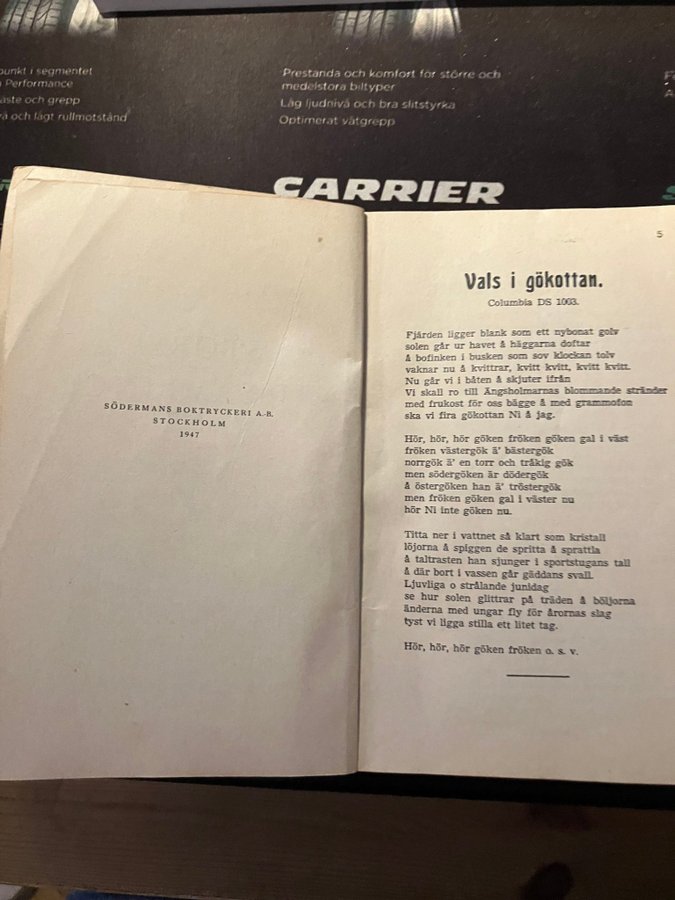 punkt i segmentet
Performance
och grepp
och lågt rullmotstånd
Prestanda och komfort för större och
medelstora biltyper
Låg ljudnivå och bra slitstyrka
Optimerat våtgrepp
CARRIER
SÖDERMANS BOKTRYCKERI A.-B.
STOCKHOLM
1947
5
Vals i gökottan.
Columbia DS 1003.
Fjärden ligger blank som ett nybonat golv
solen går ur havet å häggarna doftar
å bofinken i busken som sov klockan tolv
vaknar nu å kvittrar, kvitt kvitt, kvitt kvitt.
Nu går vi i båten å skjuter ifrån
Vi skall ro till Ängsholmarnas blommande stränder
med frukost för oss bägge å med grammofon
ska vi fira gökottan Ni å jag.
Hör, hör, hör göken fröken göken gal i väst
fröken västergök ä' bästergök
norrgök ä' en torr och tråkig gök
men södergöken är dödergök
å östergöken han ä' tröstergök
men fröken göken gal i väster nu
hör Ni inte göken nu.
Titta ner i vattnet så klart som kristall
löjorna å spiggen de spritta å sprattla
å taltrasten han sjunger i sportstugans tall
å där bort i vassen går gäddans svall.
Ljuvliga o strålande junidag
se hur solen glittrar på träden å böljorna
änderna med ungar fly för årornas slag
tyst vi ligga stilla ett litet tag.
Hör, hör, hör göken fröken o. s. v.